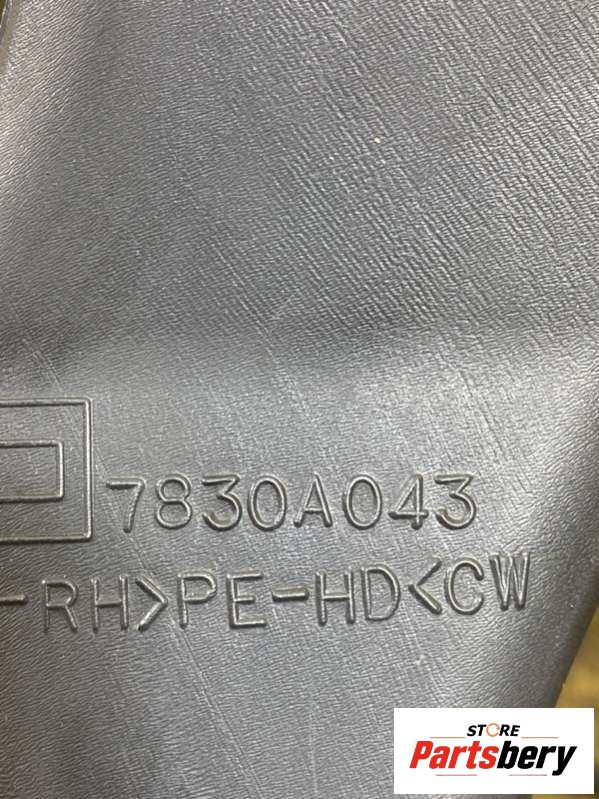 7830A043
-RH>PE-HD<CW
STORE
Partsbery